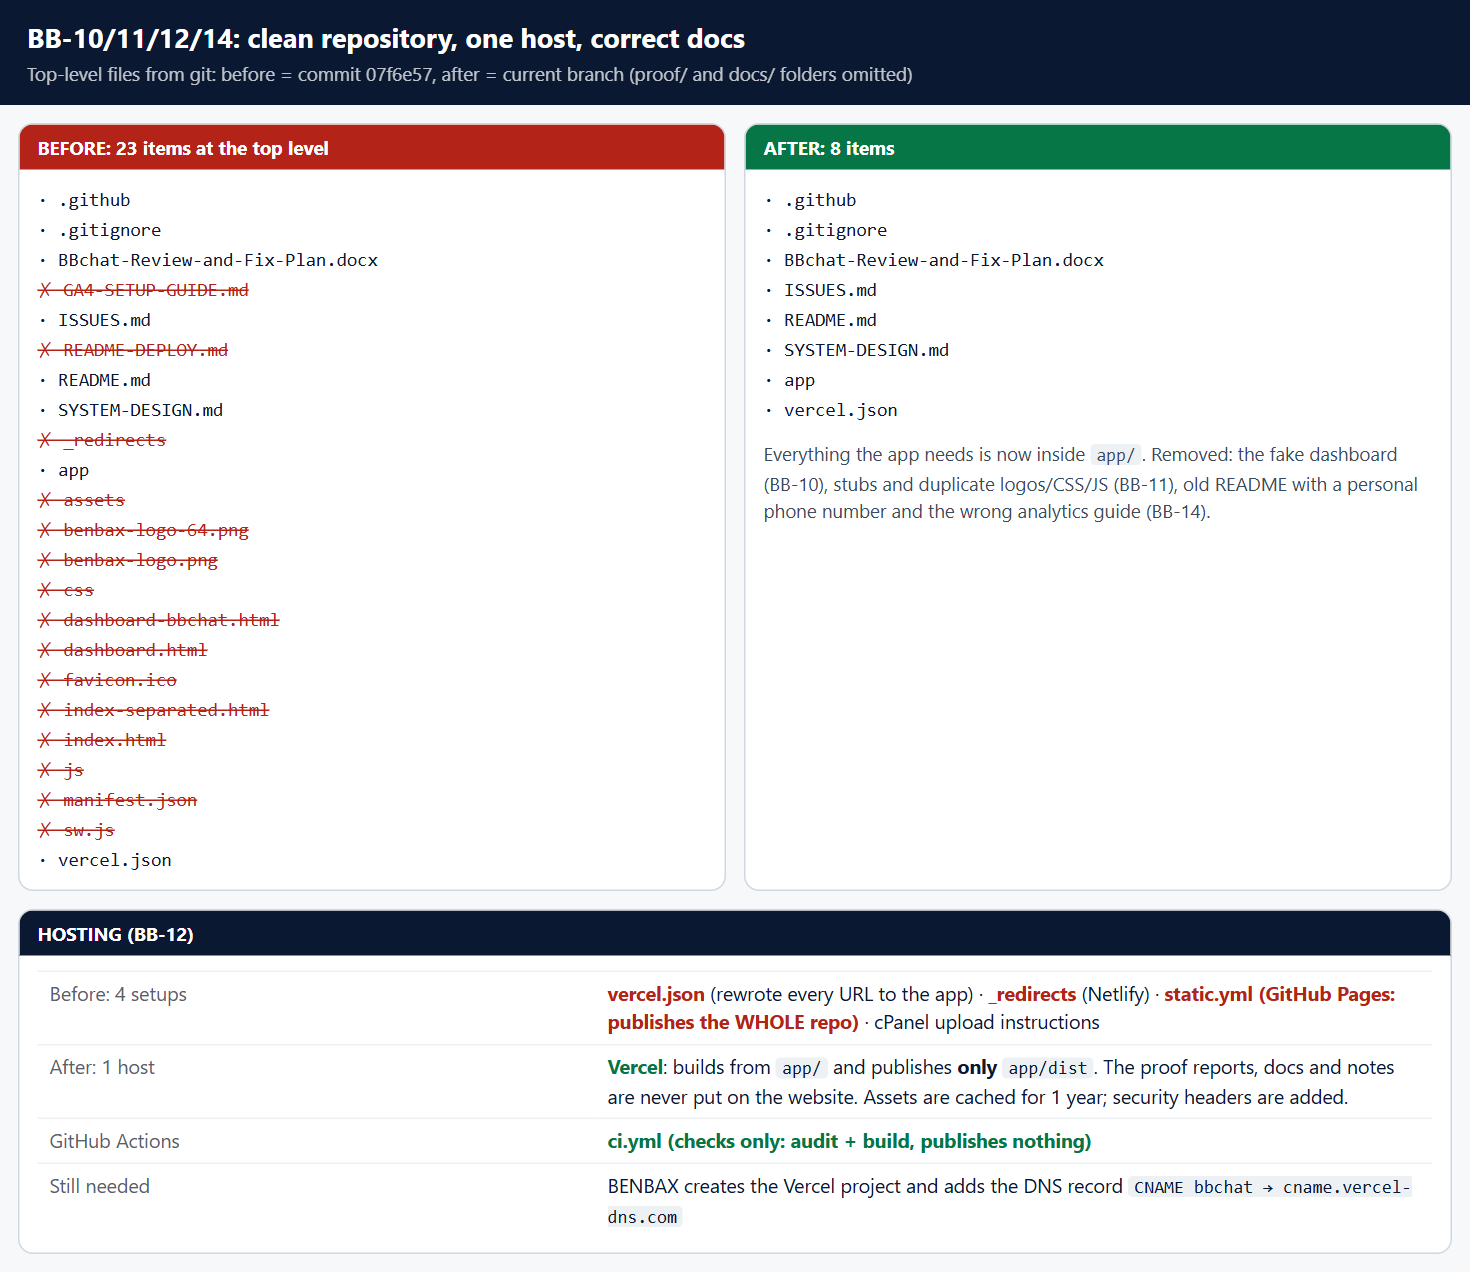 BB-10/11/12/14: clean repository, one host, correct docs
Top-level files from git: before = commit 07f6e57, after = current branch (proof/ and docs/ folders omitted)
BEFORE: 23 items at the top level
· .github
· .gitignore
· BBchat-Review-and-Fix-Plan.docx
✗ GA4-SETUP-GUIDE.md
· ISSUES.md
✗ README-DEPLOY.md
· README.md
· SYSTEM-DESIGN.md
✗ _redirects
· app
✗ assets
✗ benbax-logo-64.png
✗ benbax-logo.png
✗ css
✗ dashboard-bbchat.html
✗ dashboard.html
✗ favicon.ico
✗ index-separated.html
✗ index.html
✗ js
✗ manifest.json
✗ sw.js
· vercel.json
AFTER: 8 items
· .github
· .gitignore
· BBchat-Review-and-Fix-Plan.docx
· ISSUES.md
· README.md
· SYSTEM-DESIGN.md
· app
· vercel.json
Everything the app needs is now inside app/. Removed: the fake dashboard
(BB-10), stubs and duplicate logos/CSS/JS (BB-11), old README with a personal
phone number and the wrong analytics guide (BB-14).
HOSTING (BB-12)
Before: 4 setups
vercel.json (rewrote every URL to the app) · _redirects (Netlify) · static.yml (GitHub Pages:
publishes the WHOLE repo) · cPanel upload instructions
After: 1 host
Vercel: builds from app/ and publishes only app/dist. The proof reports, docs and notes
are never put on the website. Assets are cached for 1 year; security headers are added.
GitHub Actions
ci.yml (checks only: audit + build, publishes nothing)
Still needed
BENBAX creates the Vercel project and adds the DNS record CNAME bbchat → cname.vercel-
dns.com